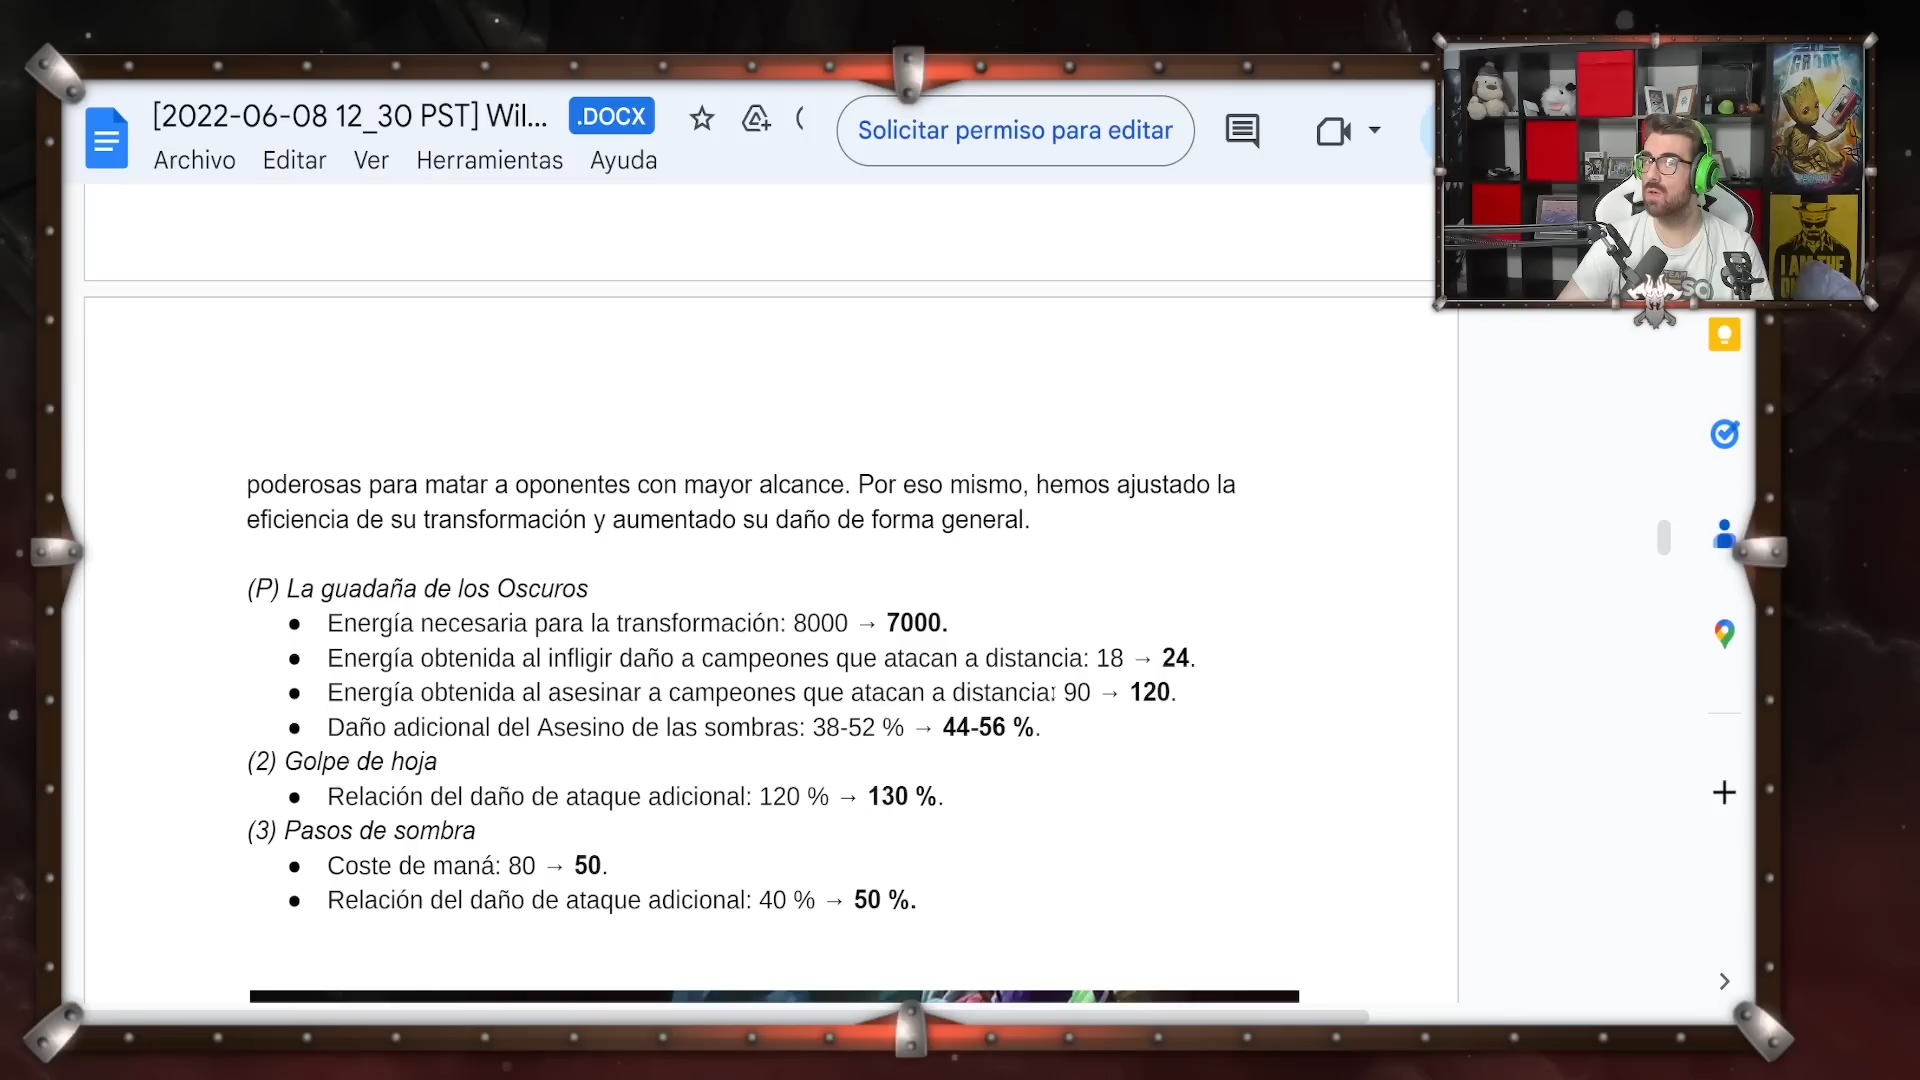 [2022-06-08 12_30 PST] Wil... .DOCX
Solicitar permiso para editar
Archivo Editar Ver Herramientas Ayuda
GROOT
I AM THE
poderosas para matar a oponentes con mayor alcance. Por eso mismo, hemos ajustado la
eficiencia de su transformación y aumentado su daño de forma general.
(P) La guadaña de los Oscuros
● Energía necesaria para la transformación: 8000 → 7000.
● Energía obtenida al infligir daño a campeones que atacan a distancia: 18 → 24.
● Energía obtenida al asesinar a campeones que atacan a distancia: 90 → 120.
● Daño adicional del Asesino de las sombras: 38-52 % → 44-56 %.
(2) Golpe de hoja
● Relación del daño de ataque adicional: 120 % → 130 %.
(3) Pasos de sombra
● Coste de maná: 80 → 50.
● Relación del daño de ataque adicional: 40 % → 50 %.